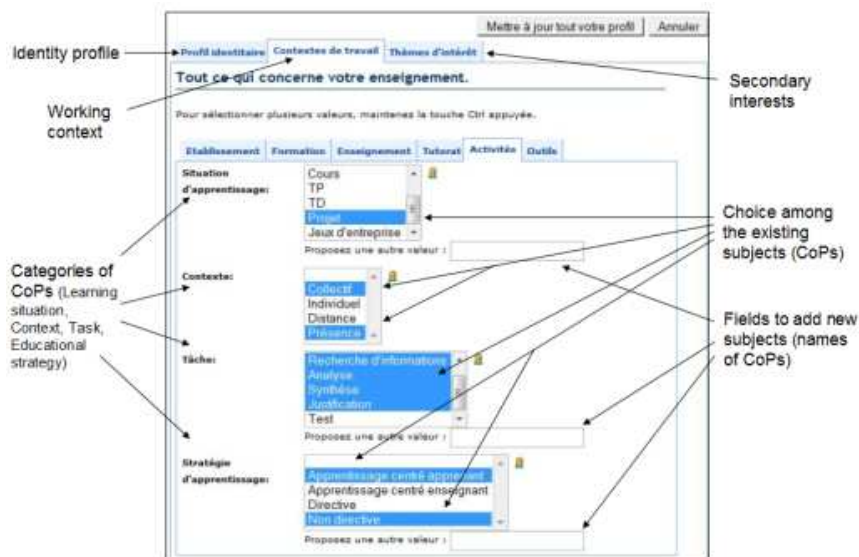 Mettre à jour tout votre profil Annuler
Identity profile
Profil identitaire Contextes de travail Thèmes d'intérêt
Tout ce qui concerne votre enseignement.
Secondary
interests
Working
context
Pour sélectionner plusieurs valeurs, maintenez la touche Ctrl appuyée.
Etablissement Formation Enseignement Tutorat Activités Outils
Situation
d'apprentissage:
Cours
TP
TD
Projet
Jeux d'entreprise
Proposez une autre valeur :
Choice among
the existing
subjects (CoPs)
Categories of
CoPs (Learning
situation,
Context, Task,
Educational
strategy)
Contexte:
Collectif
Individuel
Distance
Présence
Fields to add new
subjects (names
of CoPs)
Tâche:
Recherche d'informations
Analyse
Synthèse
Justification
Test
Proposez une autre valeur :
Stratégie
d'apprentissage:
Apprentissage centré apprenant
Apprentissage centré enseignant
Directive
Non directive
Proposez une autre valeur :